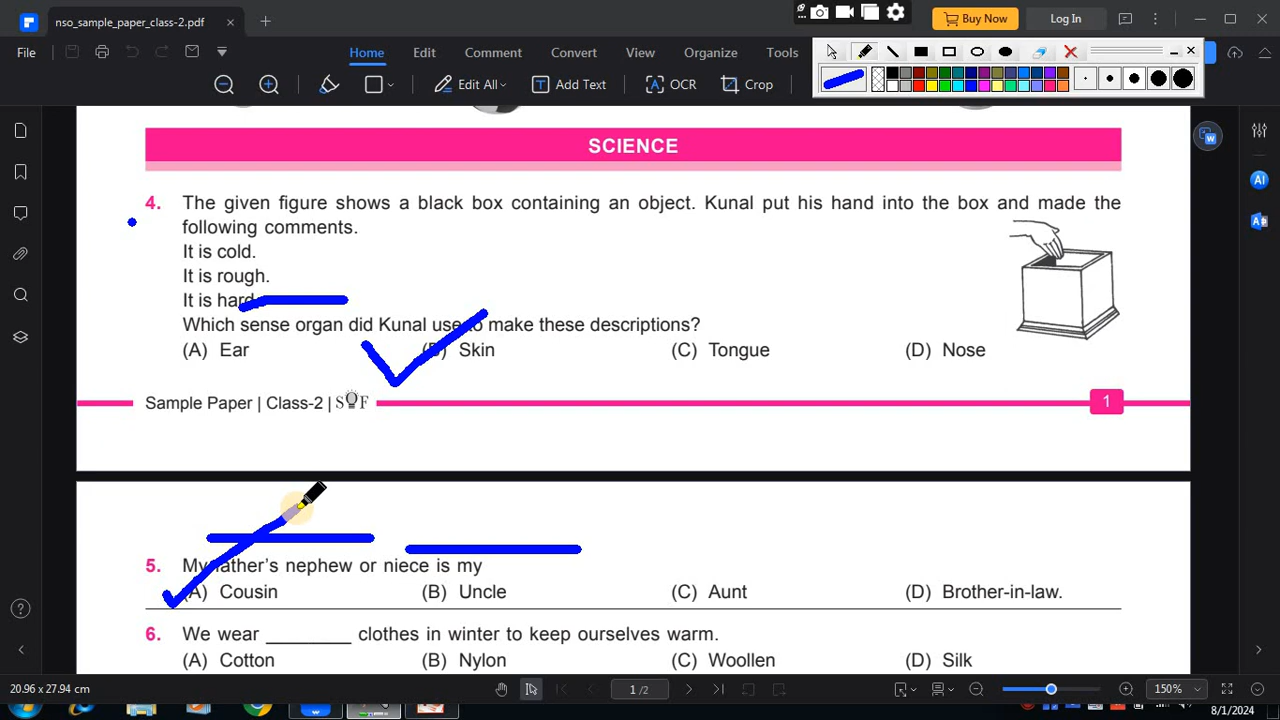 nso_sample_paper_class-2.pdf
Buy Now
Log In
File
Home Edit Comment Convert View Organize Tools
Edit All Add Text OCR Crop
SCIENCE
4. The given figure shows a black box containing an object. Kunal put his hand into the box and made the
following comments.
It is cold.
It is rough.
It is hard.
Which sense organ did Kunal use to make these descriptions?
(A) Ear (B) Skin (C) Tongue (D) Nose
Sample Paper | Class-2 | SOF
1
5. My father's nephew or niece is my
(A) Cousin (B) Uncle (C) Aunt (D) Brother-in-law.
6. We wear ________ clothes in winter to keep ourselves warm.
(A) Cotton (B) Nylon (C) Woollen (D) Silk
20.96 x 27.94 cm
1 /2
150%
8/1/2024
AI